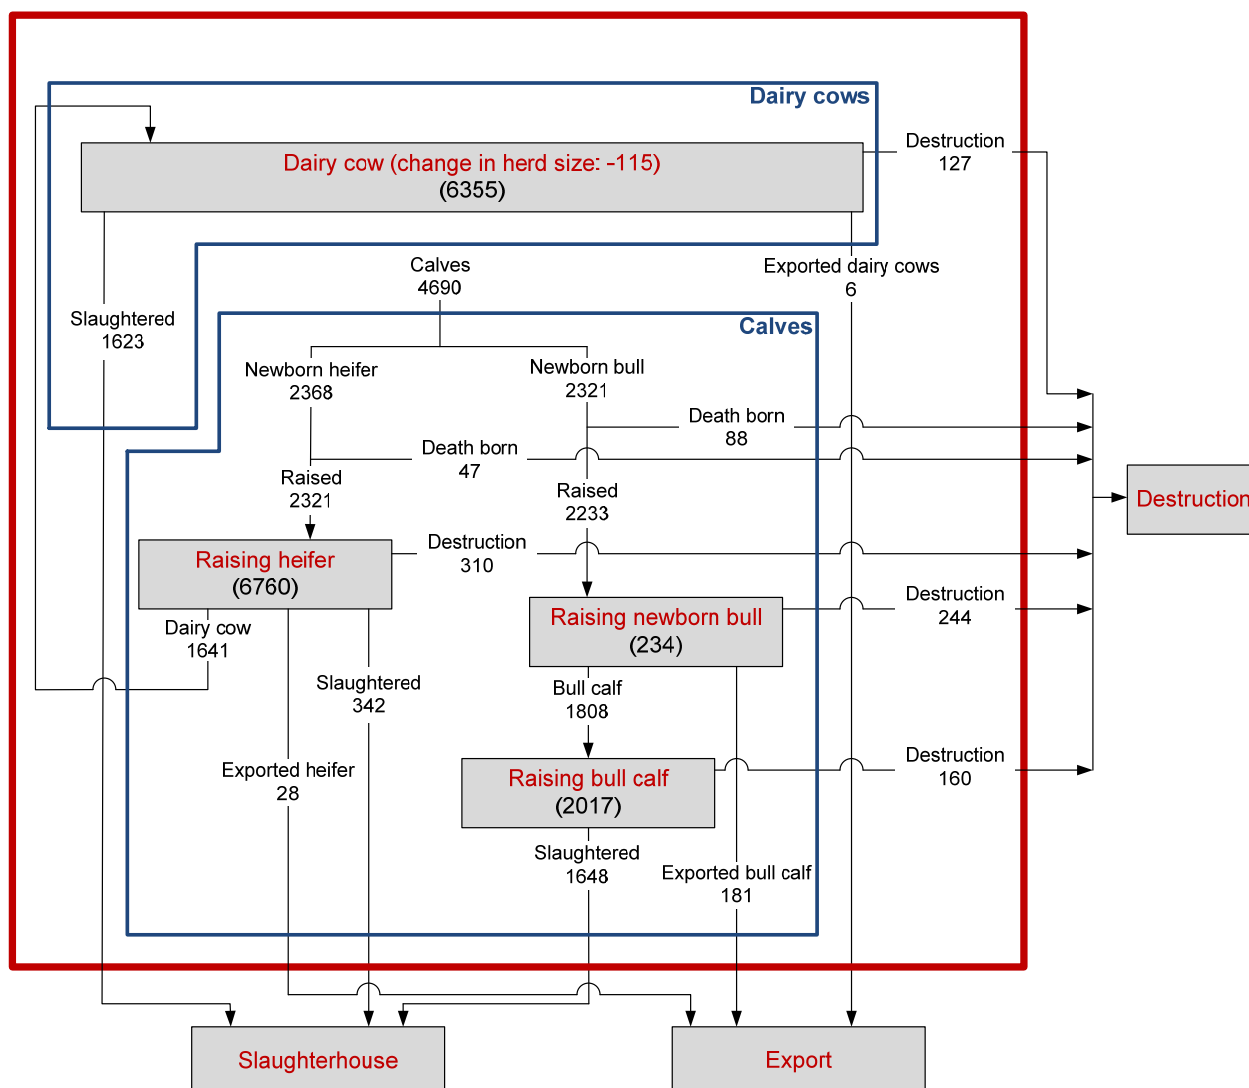 Dairy cows
Dairy cow (change in herd size: -115)
(6355)
Destruction
127
Calves
4690
Exported dairy cows
6
Slaughtered
1623
Calves
Newborn heifer
2368
Newborn bull
2321
Death born
88
Death born
47
Raised
2321
Raised
2233
Destruction
Raising heifer
(6760)
Destruction
310
Raising newborn bull
(234)
Destruction
244
Dairy cow
1641
Slaughtered
342
Bull calf
1808
Exported heifer
28
Raising bull calf
(2017)
Destruction
160
Slaughtered
1648
Exported bull calf
181
Slaughterhouse
Export